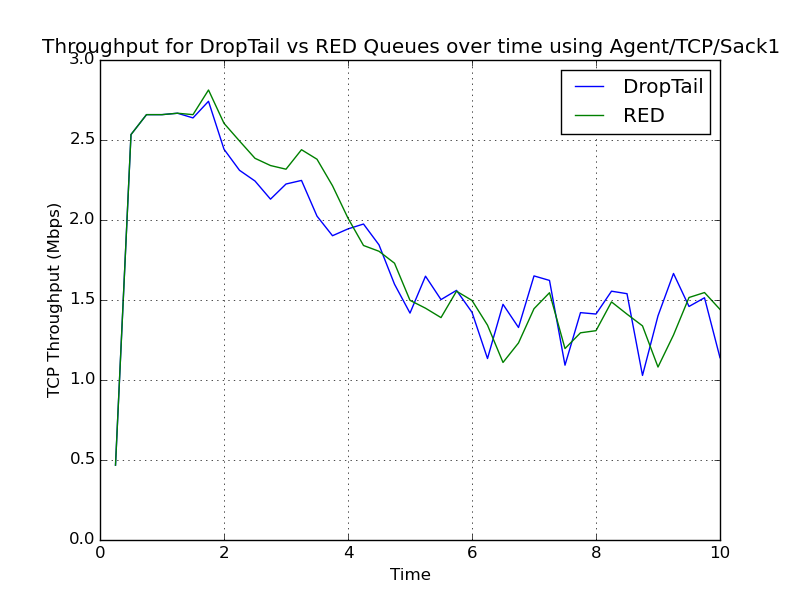 Throughput for DropTail vs RED Queues over time using Agent/TCP/Sack1
3.0
2.5
2.0
1.5
1.0
0.5
0.0
TCP Throughput (Mbps)
DropTail
RED
0 2 4 6 8 10
Time